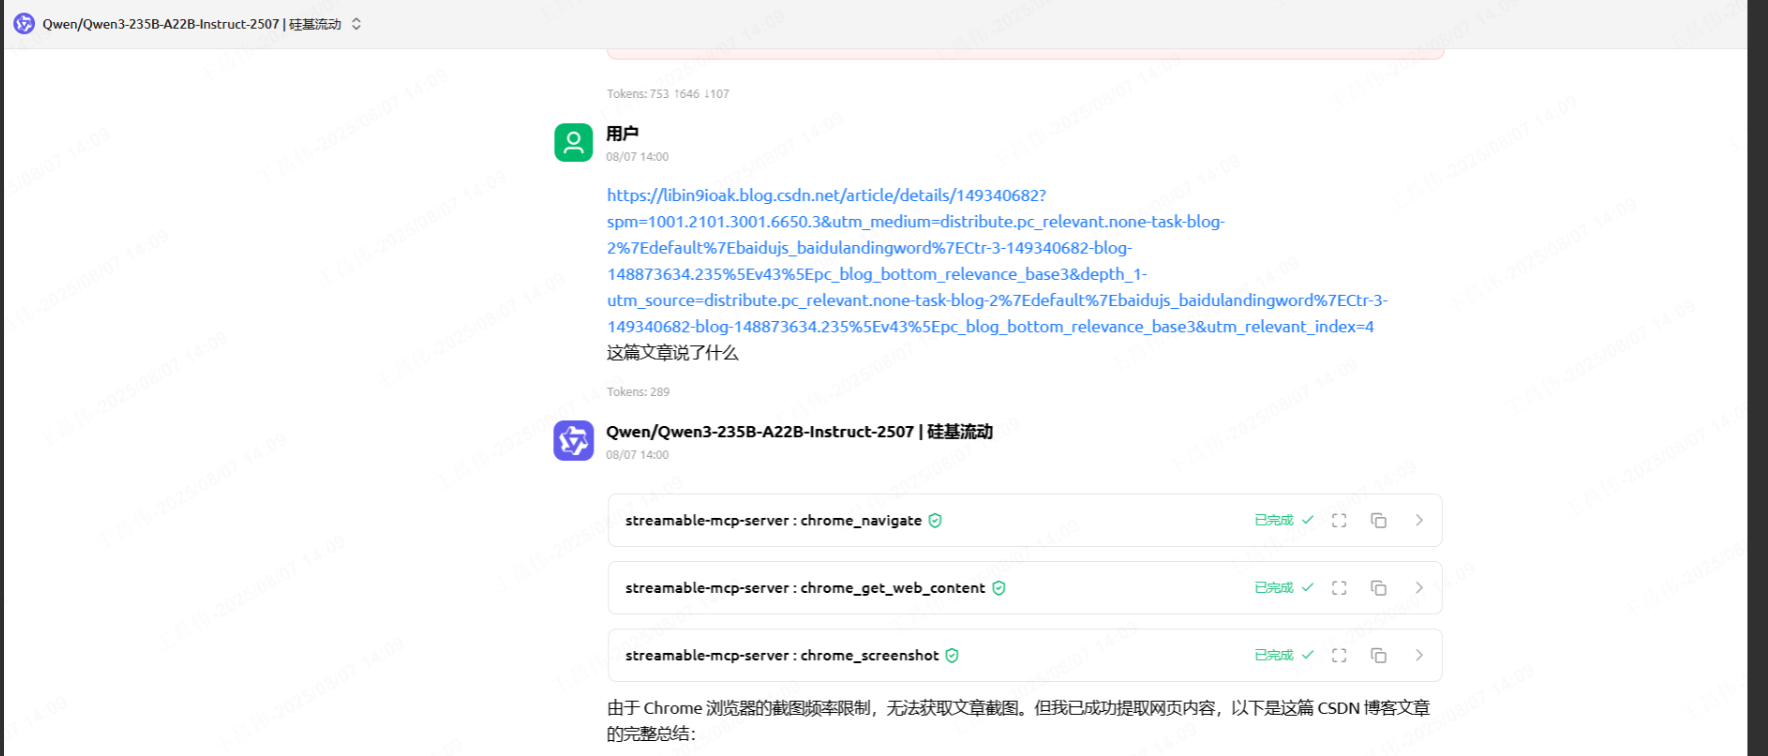 Qwen/Qwen3-235B-A22B-Instruct-2507 | 硅基流动
Tokens: 753 ↑646 ↓107
用户
08/07 14:00
https://libin9ioak.blog.csdn.net/article/details/149340682?
spm=1001.2101.3001.6650.3&utm_medium=distribute.pc_relevant.none-task-blog-
2%7Edefault%7Ebaidujs_baidulandingword%7ECtr-3-149340682-blog-
148873634.235%5Ev43%5Epc_blog_bottom_relevance_base3&depth_1-
utm_source=distribute.pc_relevant.none-task-blog-2%7Edefault%7Ebaidujs_baidulandingword%7ECtr-3-
149340682-blog-148873634.235%5Ev43%5Epc_blog_bottom_relevance_base3&utm_relevant_index=4
这篇文章说了什么
Tokens: 289
Qwen/Qwen3-235B-A22B-Instruct-2507 | 硅基流动
08/07 14:00
streamable-mcp-server : chrome_navigate 已完成
streamable-mcp-server : chrome_get_web_content 已完成
streamable-mcp-server : chrome_screenshot 已完成
由于 Chrome 浏览器的截图频率限制，无法获取文章截图。但我已成功提取网页内容，以下是这篇 CSDN 博客文章
的完整总结：